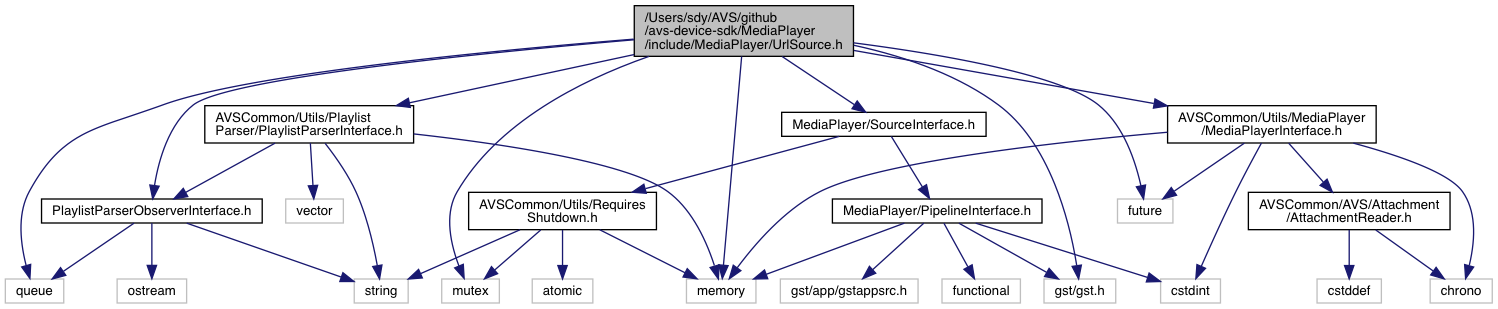 /Users/sdy/AVS/github
/avs-device-sdk/MediaPlayer
/include/MediaPlayer/UrlSource.h
AVSCommon/Utils/Playlist
Parser/PlaylistParserInterface.h
MediaPlayer/SourceInterface.h
AVSCommon/Utils/MediaPlayer
/MediaPlayerInterface.h
PlaylistParserObserverInterface.h
vector
AVSCommon/Utils/Requires
Shutdown.h
MediaPlayer/PipelineInterface.h
future
AVSCommon/AVS/Attachment
/AttachmentReader.h
queue
ostream
string
mutex
atomic
memory
gst/app/gstappsrc.h
functional
gst/gst.h
cstdint
cstddef
chrono